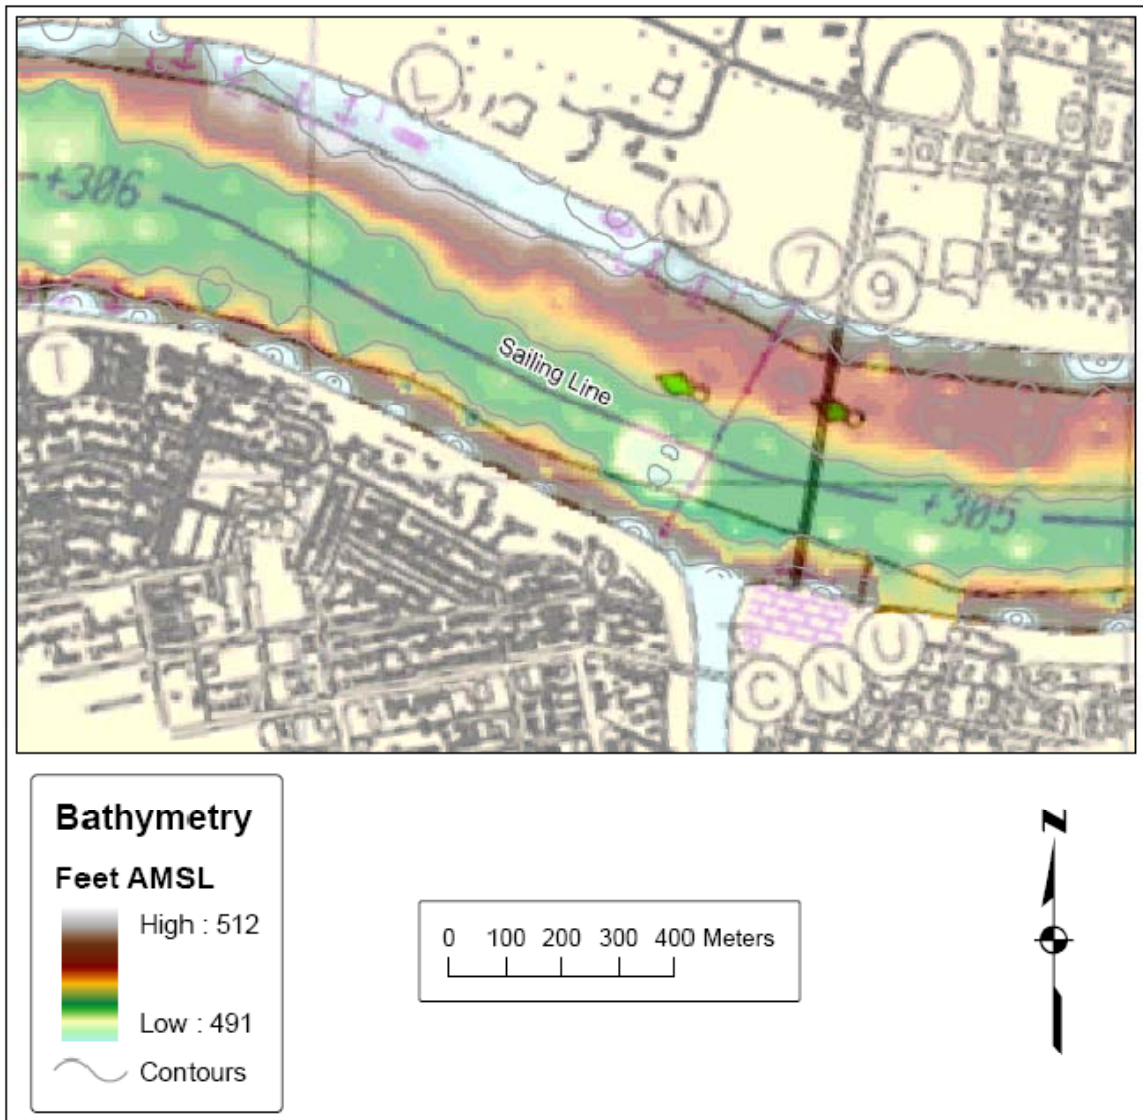 L
+306
M
7
9
T
Sailing Line
+305
U
C
N
Bathymetry
Feet AMSL
High : 512
Low : 491
Contours
0 100 200 300 400 Meters
N